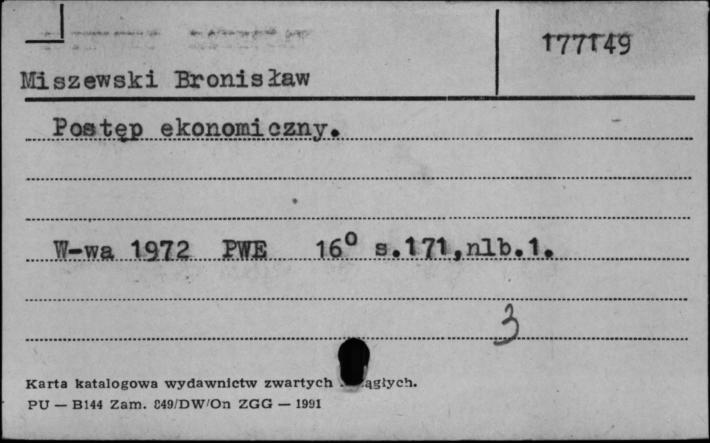 177149
Miszewski Bronisław
Postęp ekonomiczny.
W-wa 1972 PWE 16° s.171,nlb.1.
3
Karta katalogowa wydawnictw zwartych
PU — B144 Zam. 849/DW/On ZGG — 1991